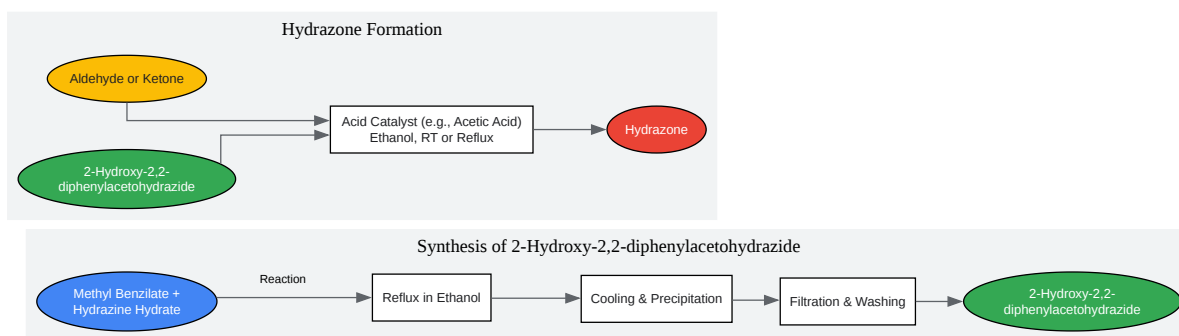 Hydrazone Formation
Aldehyde or Ketone
Acid Catalyst (e.g., Acetic Acid)
Ethanol, RT or Reflux
Hydrazone
2-Hydroxy-2,2-
diphenylacetohydrazide
Synthesis of 2-Hydroxy-2,2-diphenylacetohydrazide
Methyl Benzilate +
Hydrazine Hydrate
Reaction
Reflux in Ethanol
Cooling & Precipitation
Filtration & Washing
2-Hydroxy-2,2-
diphenylacetohydrazide